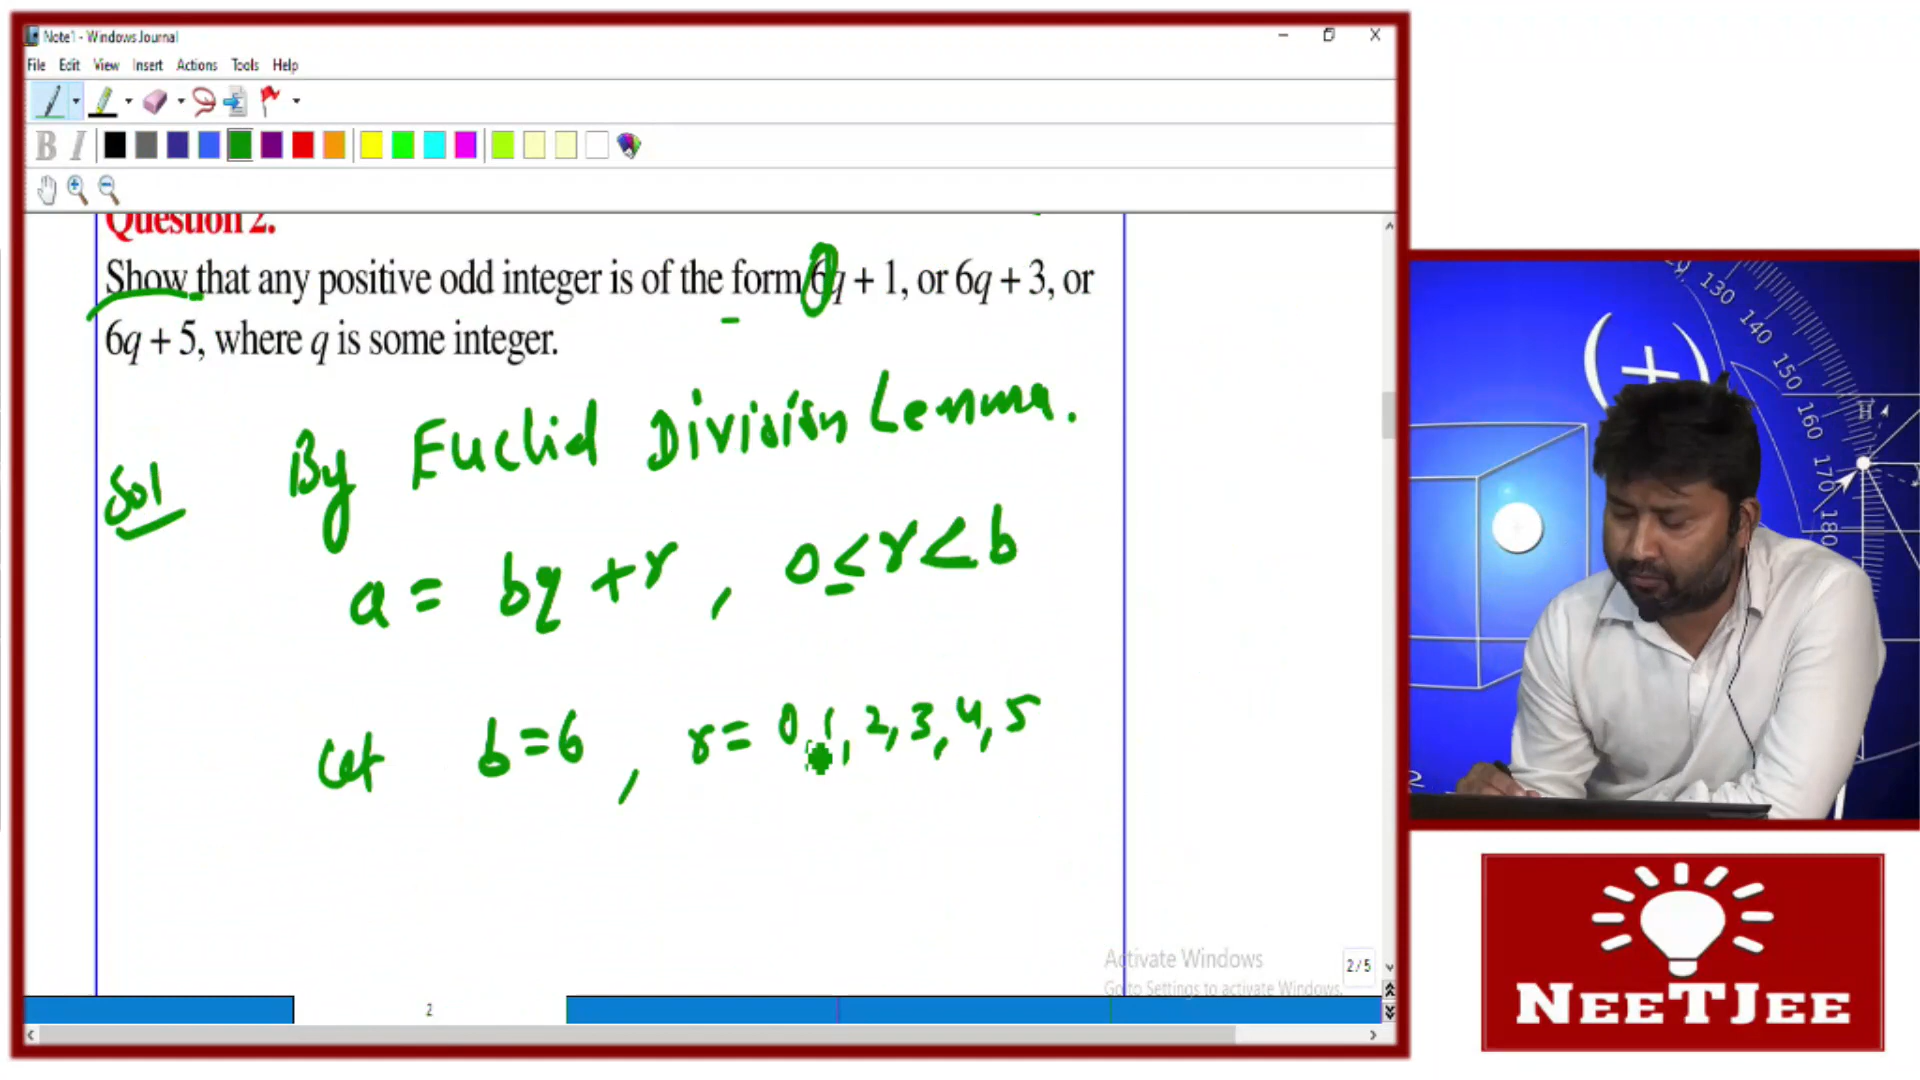 Note1 - Windows Journal
File Edit View Insert Actions Tools Help
B I
Question 2.
Show that any positive odd integer is of the form 6q + 1, or 6q + 3, or
6q + 5, where q is some integer.
Sol By Euclid Division Lemma.
a = bq + r, 0 ≤ r < b
Let b = 6, r = 0, 1, 2, 3, 4, 5
Activate Windows
Go to Settings to activate Windows.
2 / 5
2
130
140
150
160
170
180
(+)
NEETJEE